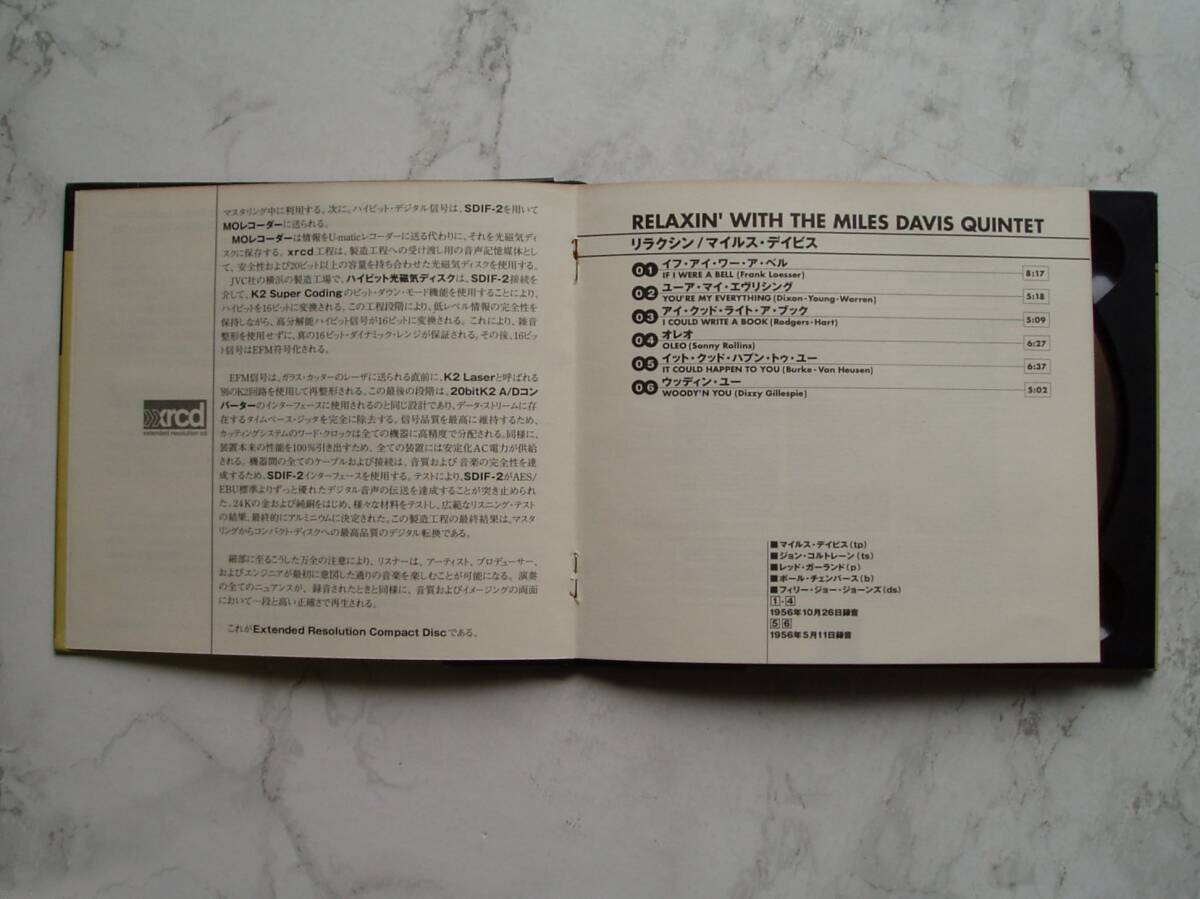 xrcd
extended resolution cd
マスタリング中に利用する。次に、ハイビット・デジタル信号は、SDIF-2を用いて
MOレコーダーに送られる。
MOレコーダーは情報をU-maticレコーダーに送る代わりに、それを光磁気ディ
スクに保存する。xrcd工程は、製造工程への受け渡し用の音声記憶媒体とし
て、安全性および20ビット以上の容量を持ち合わせた光磁気ディスクを使用する。
JVC社の横浜の製造工場で、ハイビット光磁気ディスクは、SDIF-2接続を
介して、K2 Super Codingのビット・ダウン・モード機能を使用することにより、
ハイビットを16ビットに変換される。この工程段階により、低レベル情報の完全性を
保持しながら、高分解能ハイビット信号が16ビットに変換される。これにより、雑音
整形を使用せずに、真の16ビット・ダイナミック・レンジが保証される。その後、16ビッ
ト信号はEFM符号化される。
EFM信号は、ガラス・カッターのレーザに送られる直前に、K2 Laserと呼ばれる
別のK2回路を使用して再整形される。この最後の段階は、20bitK2 A/Dコン
バーターのインターフェースに使用されるのと同じ設計であり、データ・ストリームに存
在するタイムベース・ジッタを完全に除去する。信号品質を最高に維持するため、
カッティングシステムのワード・クロックは全ての機器に高精度で分配される。同様に、
装置本来の性能を100%引き出すため、全ての装置には安定化AC電力が供給
される。機器間の全てのケーブルおよび接続は、音質および音楽の完全性を達
成するため、SDIF-2インターフェースを使用する。テストにより、SDIF-2がAES/
EBU標準よりずっと優れたデジタル音声の伝送を達成することが突き止められ
た。24Kの金および純銅をはじめ、様々な材料をテストし、広範なリスニング・テスト
の結果、最終的にアルミニウムに決定された。この製造工程の最終結果は、マスタ
リングからコンパクト・ディスクへの最高品質のデジタル転換である。
細部に至るこうした万全の注意により、リスナーは、アーティスト、プロデューサー、
およびエンジニアが最初に意図した通りの音楽を楽しむことが可能になる。演奏
の全てのニュアンスが、録音されたときと同様に、音質およびイメージングの両面
において一段と高い正確さで再生される。
これがExtended Resolution Compact Discである。
RELAXIN' WITH THE MILES DAVIS QUINTET
リラクシン/マイルス・デイビス
01 イフ・アイ・ワー・ア・ベル
IF I WERE A BELL (Frank Loesser) 8:17
02 ユーア・マイ・エヴリシング
YOU'RE MY EVERYTHING (Dixon-Young-Warren) 5:18
03 アイ・クッド・ライト・ア・ブック
I COULD WRITE A BOOK (Rodgers-Hart) 5:09
04 オレオ
OLEO (Sonny Rollins) 6:27
05 イット・クッド・ハプン・トゥ・ユー
IT COULD HAPPEN TO YOU (Burke-Van Heusen) 6:37
06 ウッディン・ユー
WOODY'N YOU (Dizzy Gillespie) 5:02
■マイルス・デイビス(tp)
■ジョン・コルトレーン(ts)
■レッド・ガーランド(p)
■ポール・チェンバース(b)
■フィリー・ジョー・ジョーンズ(ds)
1-4
1956年10月26日録音
5 6
1956年5月11日録音